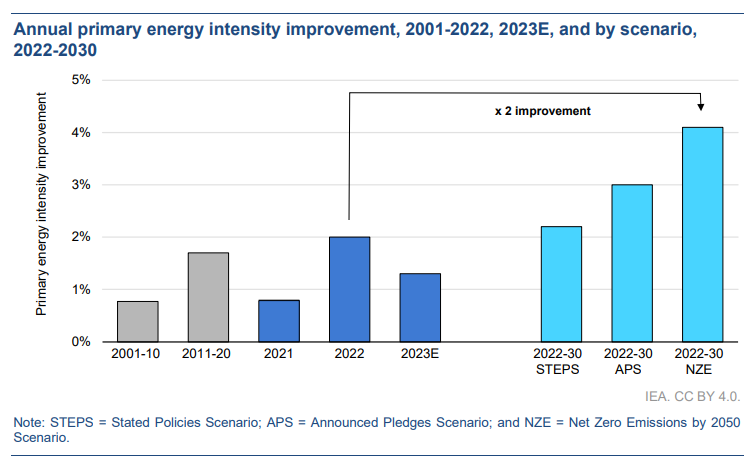 Annual primary energy intensity improvement, 2001-2022, 2023E, and by scenario,
2022-2030
Primary energy intensity improvement
5%
4%
3%
2%
1%
0%
x 2 improvement
2001-10
2011-20
2021
2022
2023E
2022-30
STEPS
2022-30
APS
2022-30
NZE
IEA. CC BY 4.0.
Note: STEPS = Stated Policies Scenario; APS = Announced Pledges Scenario; and NZE = Net Zero Emissions by 2050
Scenario.